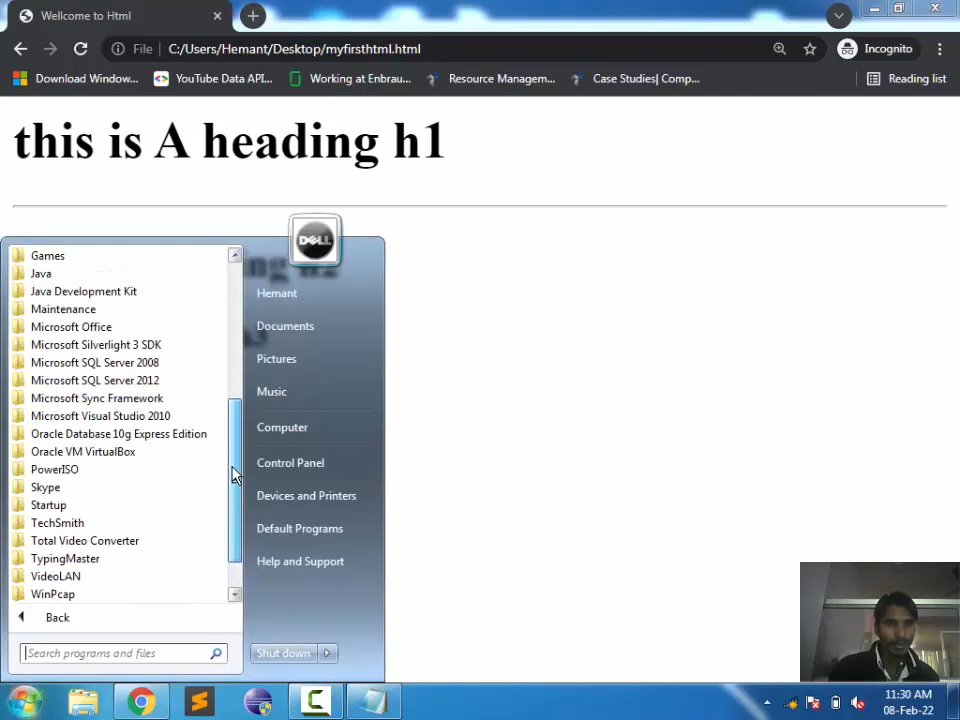 Wellcome to Html
File
C:/Users/Hemant/Desktop/myfirsthtml.html
Incognito
Download Window...
YouTube Data API...
Working at Enbrau...
Resource Managem...
Case Studies| Comp...
Reading list
this is A heading h1
DELL
Games
Java
Java Development Kit
Maintenance
Microsoft Office
Microsoft Silverlight 3 SDK
Microsoft SQL Server 2008
Microsoft SQL Server 2012
Microsoft Sync Framework
Microsoft Visual Studio 2010
Oracle Database 10g Express Edition
Oracle VM VirtualBox
PowerISO
Skype
Startup
TechSmith
Total Video Converter
TypingMaster
VideoLAN
WinPcap
Back
Search programs and files
Hemant
Documents
Pictures
Music
Computer
Control Panel
Devices and Printers
Default Programs
Help and Support
Shut down
11:30 AM
08-Feb-22